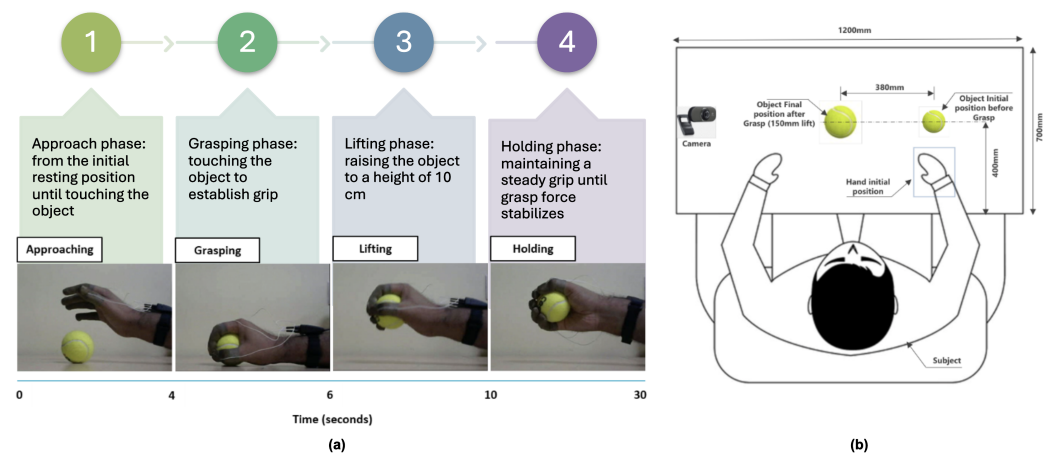 1
2
3
4
Approach phase:
from the initial
resting position
until touching the
object
Grasping phase:
touching the
object to
establish grip
Lifting phase:
raising the object
to a height of 10
cm
Holding phase:
maintaining a
steady grip until
grasp force
stabilizes
Approaching
Grasping
Lifting
Holding
0
4
6
10
30
Time (seconds)
(a)
1200mm
380mm
Object Final
position after
Grasp (150mm lift)
Object Initial
position before
Grasp
Camera
700mm
400mm
Hand initial
position
Subject
(b)